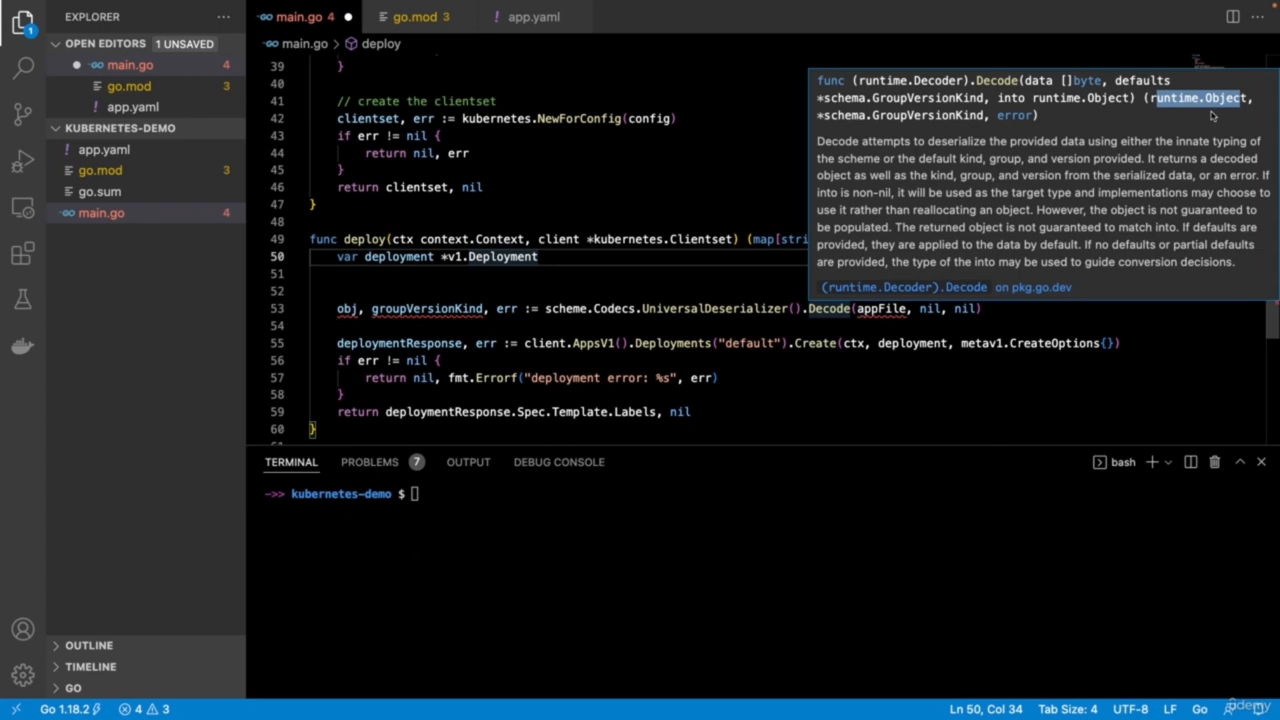 EXPLORER
main.go 4
go.mod 3
app.yaml
OPEN EDITORS 1 UNSAVED
main.go 4
go.mod 3
app.yaml
KUBERNETES-DEMO
app.yaml
go.mod 3
go.sum
main.go 4
OUTLINE
TIMELINE
GO
1
main.go > deploy
39 }
40
41 // create the clientset
42 clientset, err := kubernetes.NewForConfig(config)
43 if err != nil {
44 return nil, err
45 }
46 return clientset, nil
47 }
48
49 func deploy(ctx context.Context, client *kubernetes.Clientset) (map[stri
50 var deployment *v1.Deployment
51
52
53 obj, groupVersionKind, err := scheme.Codecs.UniversalDeserializer().Decode(appFile, nil, nil)
54
55 deploymentResponse, err := client.AppsV1().Deployments("default").Create(ctx, deployment, metav1.CreateOptions{})
56 if err != nil {
57 return nil, fmt.Errorf("deployment error: %s", err)
58 }
59 return deploymentResponse.Spec.Template.Labels, nil
60 }
func (runtime.Decoder).Decode(data []byte, defaults
*schema.GroupVersionKind, into runtime.Object) (runtime.Object,
*schema.GroupVersionKind, error)
Decode attempts to deserialize the provided data using either the innate typing of
the scheme or the default kind, group, and version provided. It returns a decoded
object as well as the kind, group, and version from the serialized data, or an error. If
into is non-nil, it will be used as the target type and implementations may choose to
use it rather than reallocating an object. However, the object is not guaranteed to
be populated. The returned object is not guaranteed to match into. If defaults are
provided, they are applied to the data by default. If no defaults or partial defaults
are provided, the type of the into may be used to guide conversion decisions.
(runtime.Decoder).Decode on pkg.go.dev
TERMINAL PROBLEMS 7 OUTPUT DEBUG CONSOLE
bash
->> kubernetes-demo $
Go 1.18.2 4 3
Ln 50, Col 34 Tab Size: 4 UTF-8 LF Go
udemy